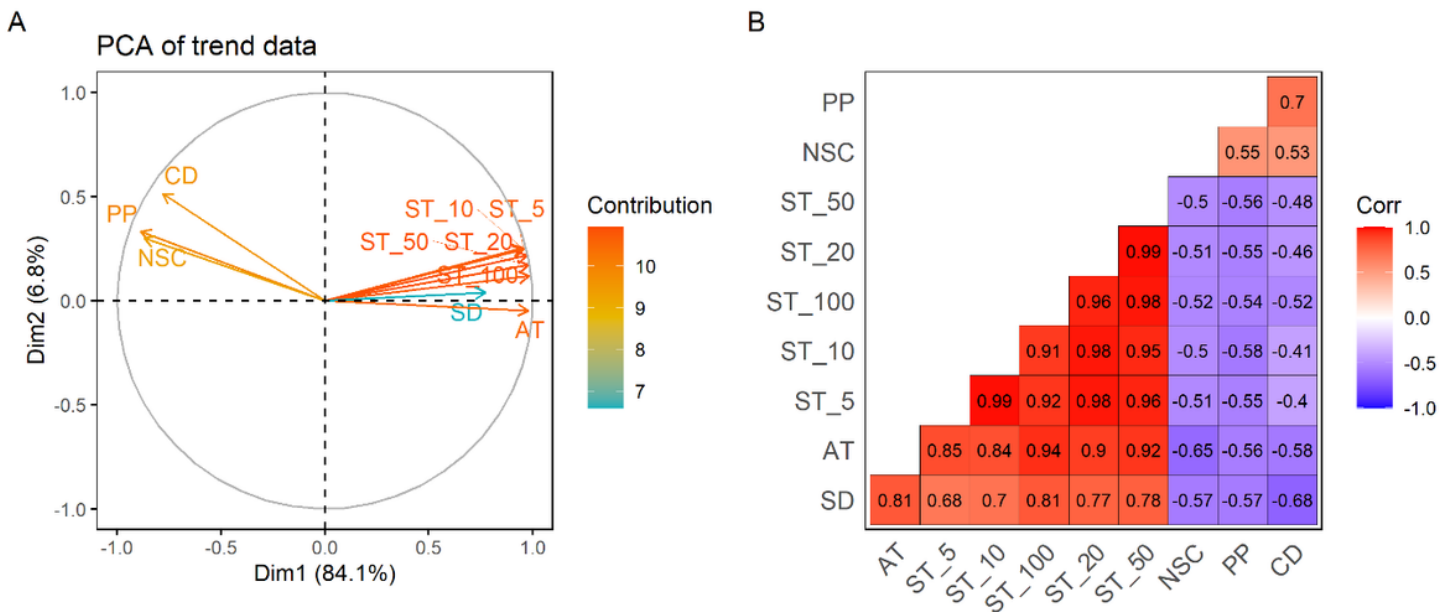 A
PCA of trend data
1.0
0.5
0.0
-0.5
-1.0
Dim2 (6.8%)
CD
PP
NSC
ST_10 ST_5
ST_50 ST_20
ST_100
SD
AT
-1.0 -0.5 0.0 0.5 1.0
Dim1 (84.1%)
Contribution
10
9
8
7
B
PP 0.7
NSC 0.55 0.53
ST_50 -0.5 -0.56 -0.48
ST_20 0.99 -0.51 -0.55 -0.46
ST_100 0.96 0.98 -0.52 -0.54 -0.52
ST_10 0.91 0.98 0.95 -0.5 -0.58 -0.41
ST_5 0.99 0.92 0.98 0.96 -0.51 -0.55 -0.4
AT 0.85 0.84 0.94 0.9 0.92 -0.65 -0.56 -0.58
SD 0.81 0.68 0.7 0.81 0.77 0.78 -0.57 -0.57 -0.68
AT ST_5 ST_10 ST_100 ST_20 ST_50 NSC PP CD
Corr
1.0
0.5
0.0
-0.5
-1.0